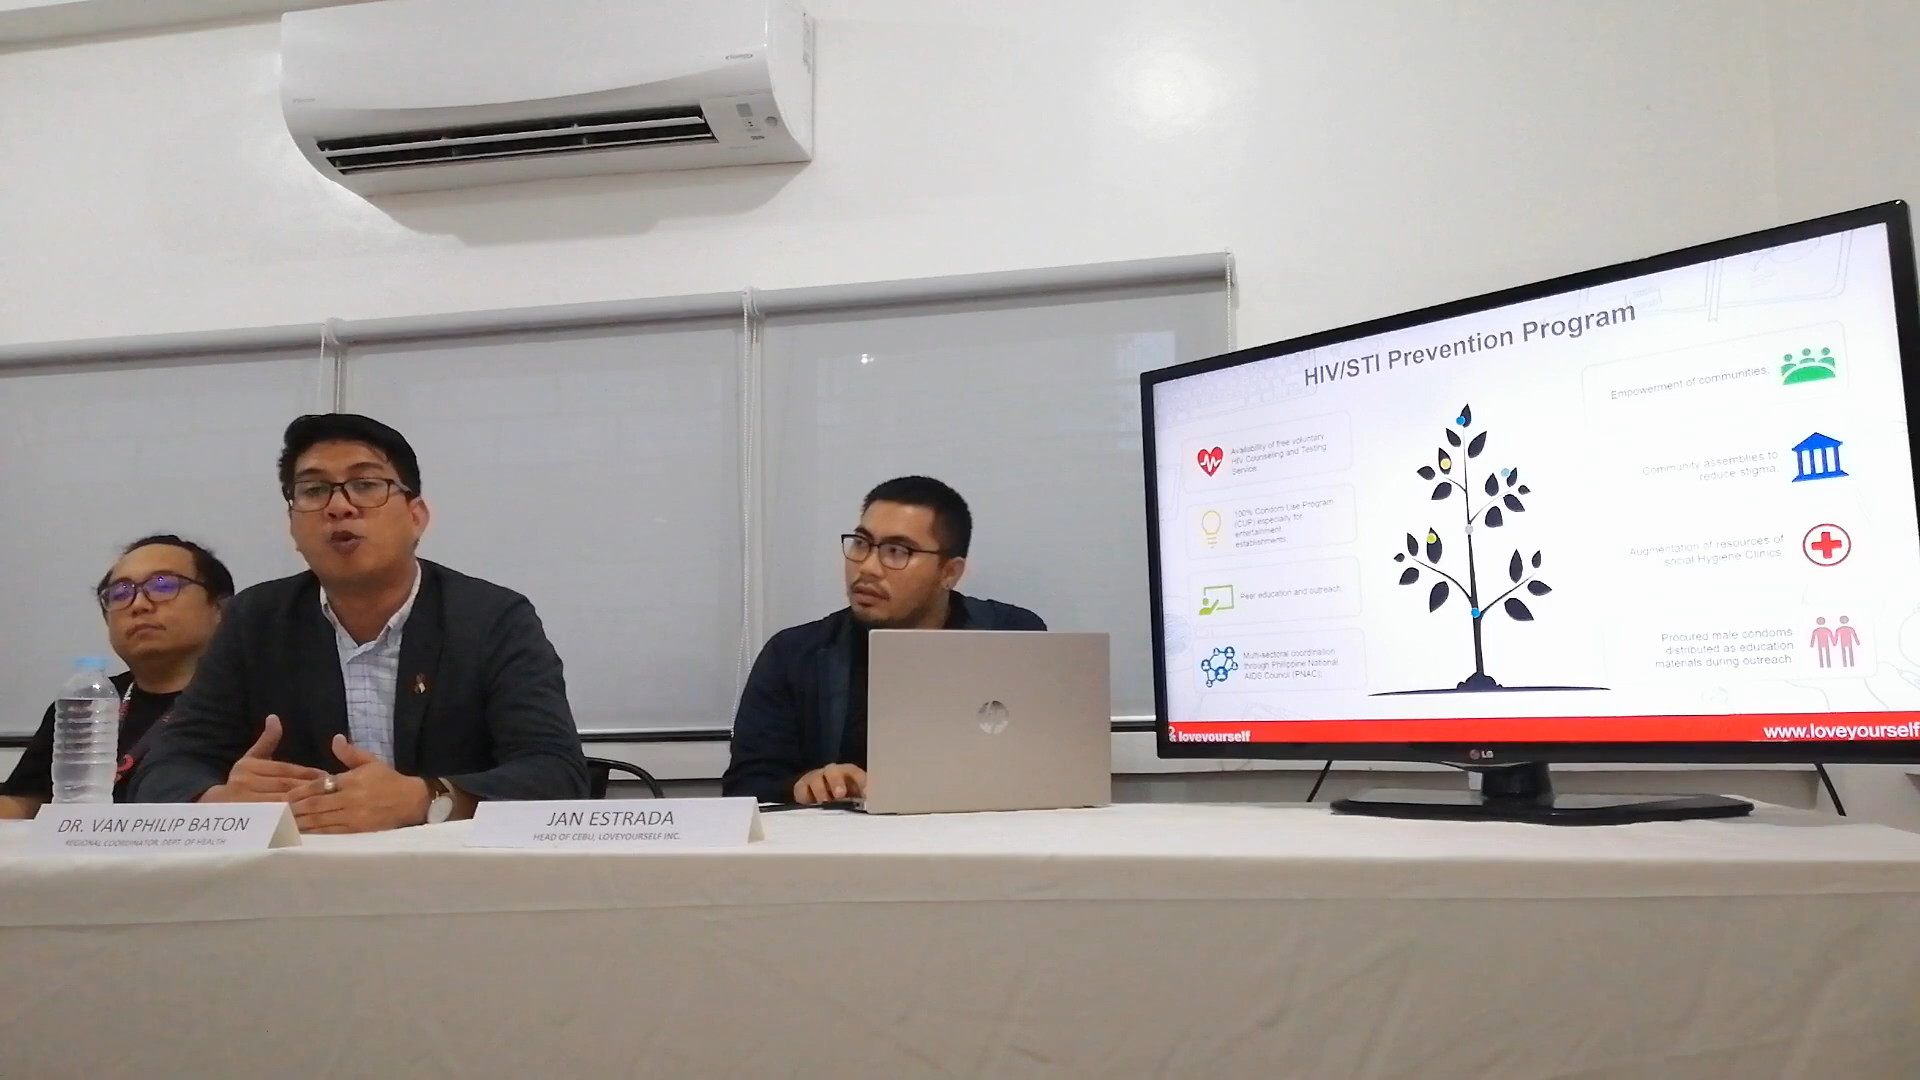 HIV/STI Prevention Program
Availability of free voluntary
HIV Counseling and Testing
Service.
100% Condom Use Program
(CUP) especially for
entertainment
establishments.
Peer education and outreach.
Multi-sectoral coordination
through Philippine National
AIDS Council (PNAC).
Empowerment of communities.
Community assemblies to
reduce stigma.
Augmentation of resources of
social Hygiene Clinics.
Procured male condoms
distributed as education
materials during outreach
loveyourself
www.loveyourself
LG
hp
DR. VAN PHILIP BATON
REGIONAL COORDINATOR, DEPT. OF HEALTH
JAN ESTRADA
HEAD OF CEBU, LOVEYOURSELF INC.